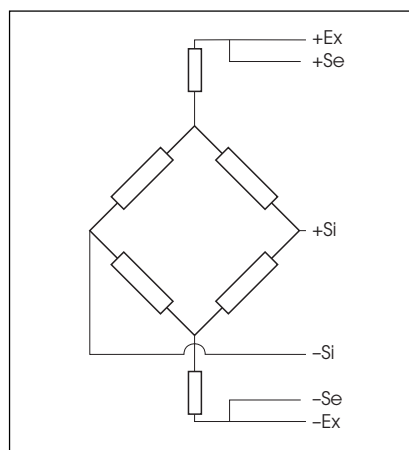 +Ex
+Se
+Si
–Si
–Se
–Ex